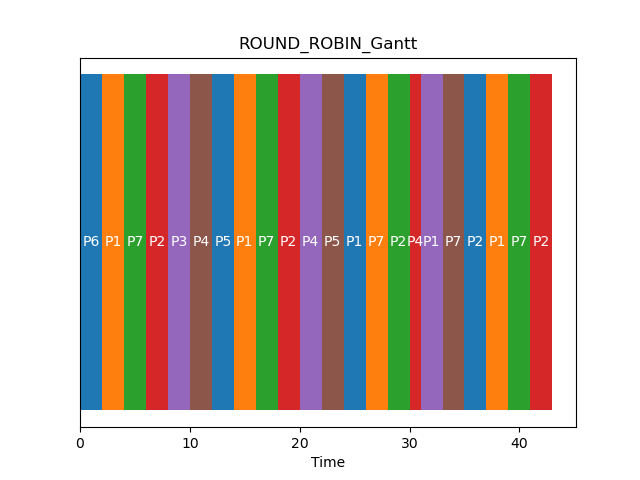 ROUND_ROBIN_Gantt
P6 P1 P7 P2 P3 P4 P5 P1 P7 P2 P4 P5 P1 P7 P2 P4 P1 P7 P2 P1 P7 P2
0 10 20 30 40
Time